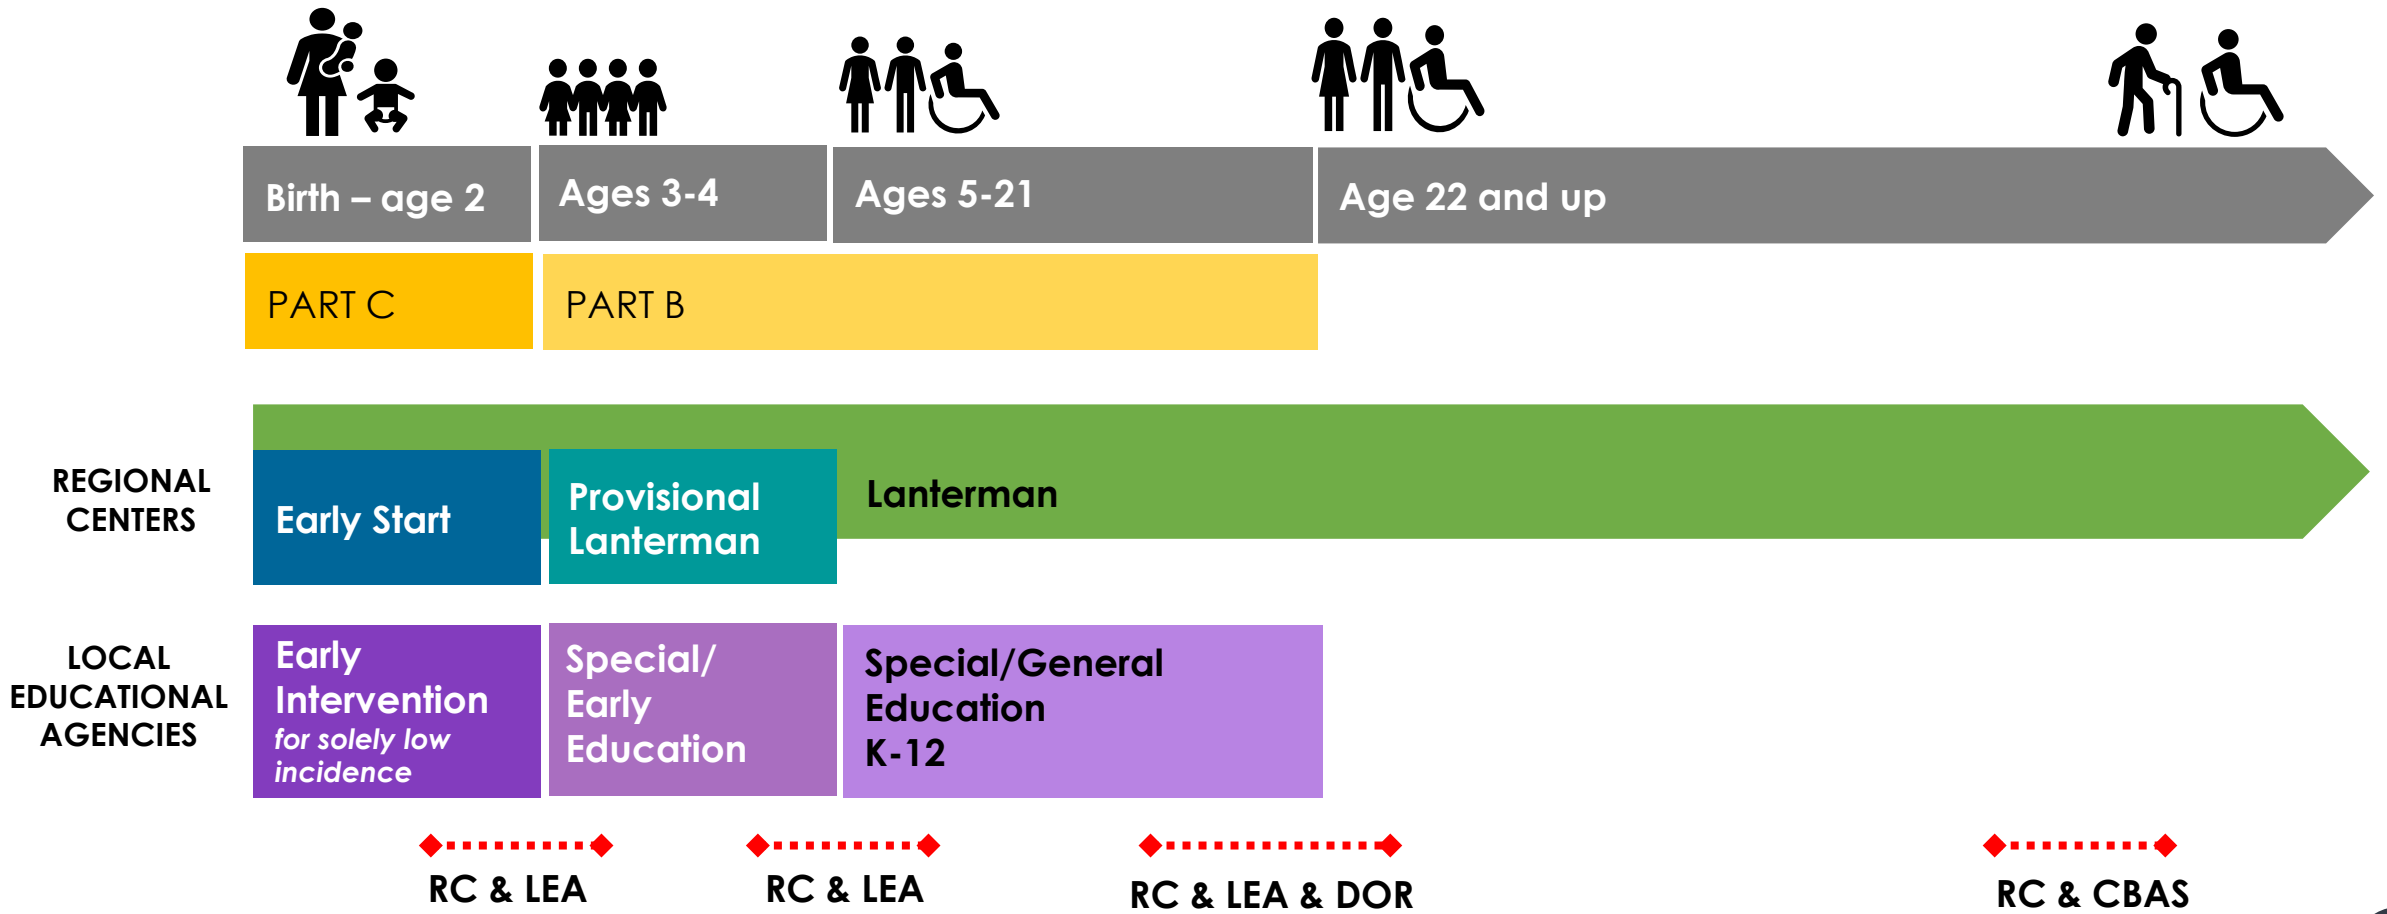 Birth – age 2
Ages 3-4
Ages 5-21
Age 22 and up
PART C
PART B
REGIONAL
CENTERS
Early Start
Provisional
Lanterman
Lanterman
LOCAL
EDUCATIONAL
AGENCIES
Early
Intervention
for solely low
incidence
Special/
Early
Education
Special/General
Education
K-12
RC & LEA
RC & LEA
RC & LEA & DOR
RC & CBAS